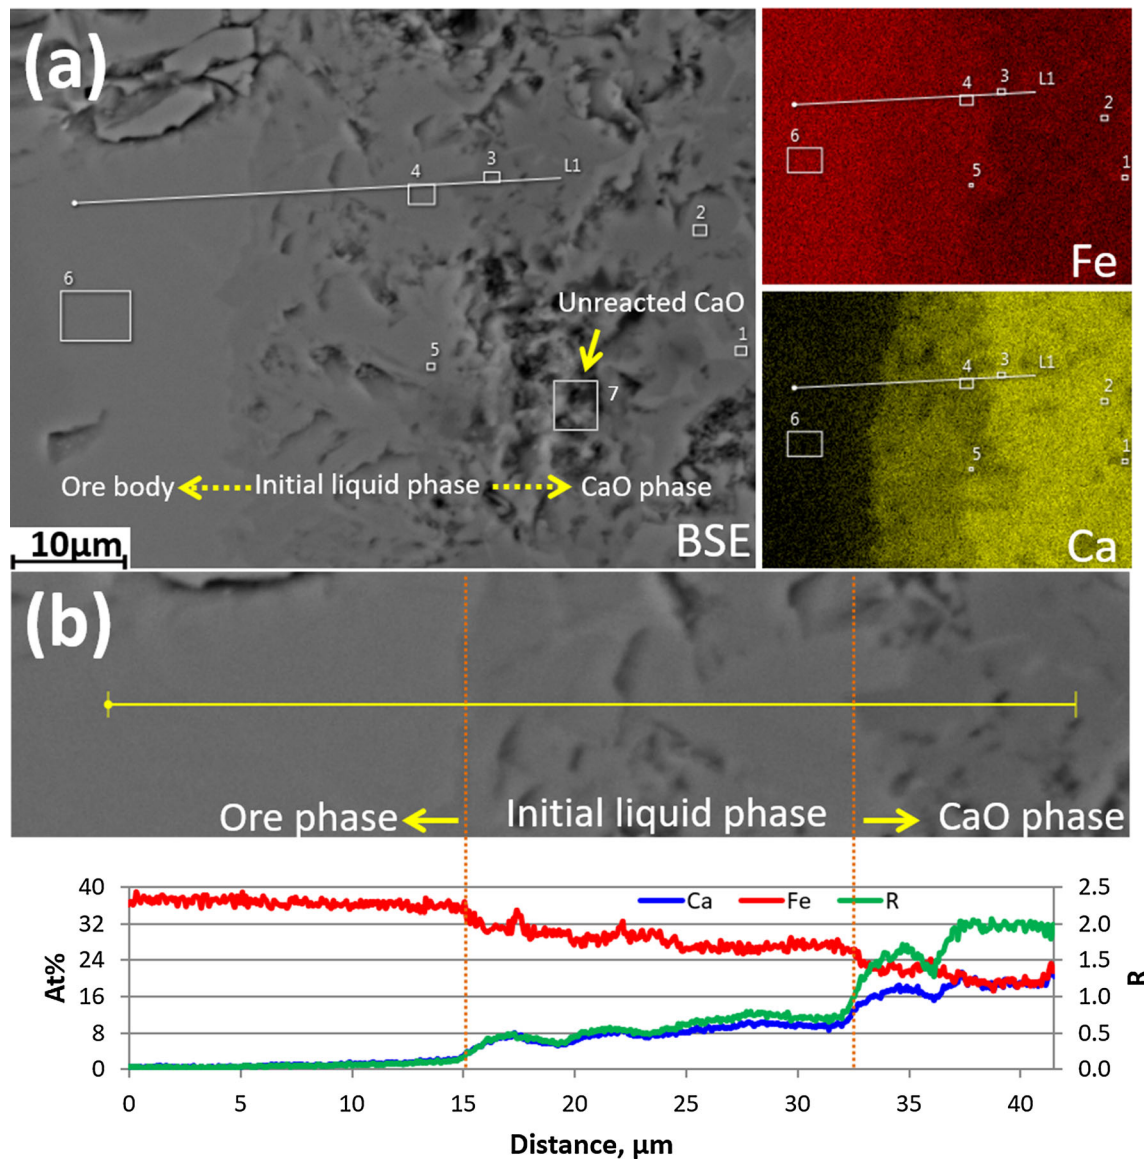 (a)
4
3
L1
2
6
Unreacted CaO
1
5
7
Ore body
Initial liquid phase
CaO phase
BSE
10µm
4
3
L1
2
6
5
1
Fe
4
3
L1
2
6
5
1
Ca
(b)
Ore phase
Initial liquid phase
CaO phase
40
32
24
16
8
0
At%
Ca
Fe
R
2.5
2.0
1.5
1.0
0.5
0.0
R
0 5 10 15 20 25 30 35 40
Distance, µm